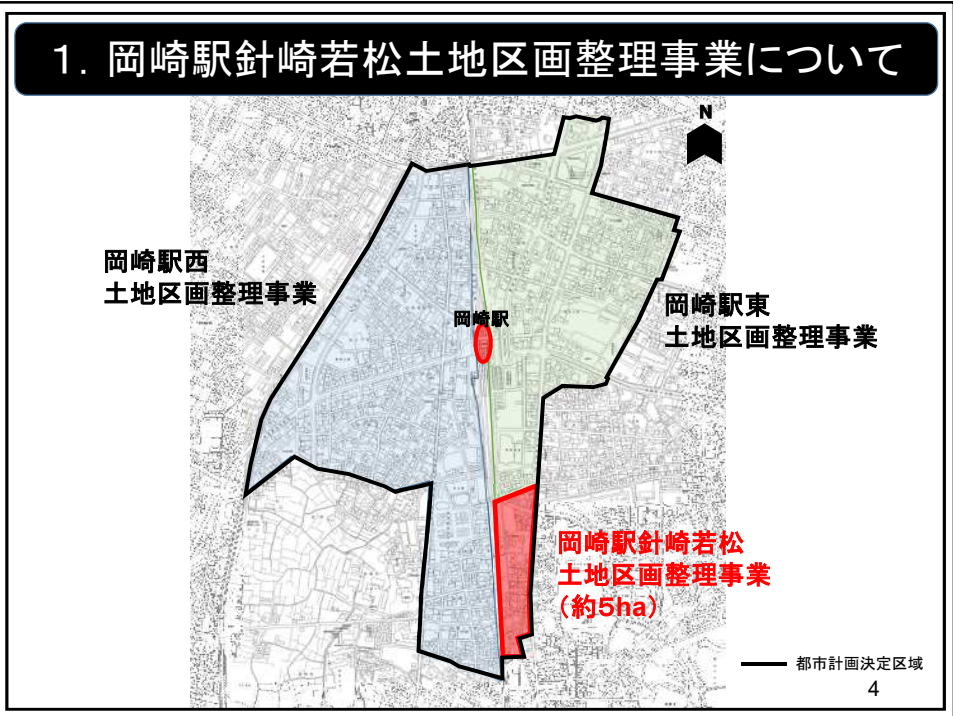 1．岡崎駅針崎若松土地区画整理事業について
N
岡崎駅西
土地区画整理事業
岡崎駅
岡崎駅東
土地区画整理事業
岡崎駅針崎若松
土地区画整理事業
（約5ha）
都市計画決定区域
4